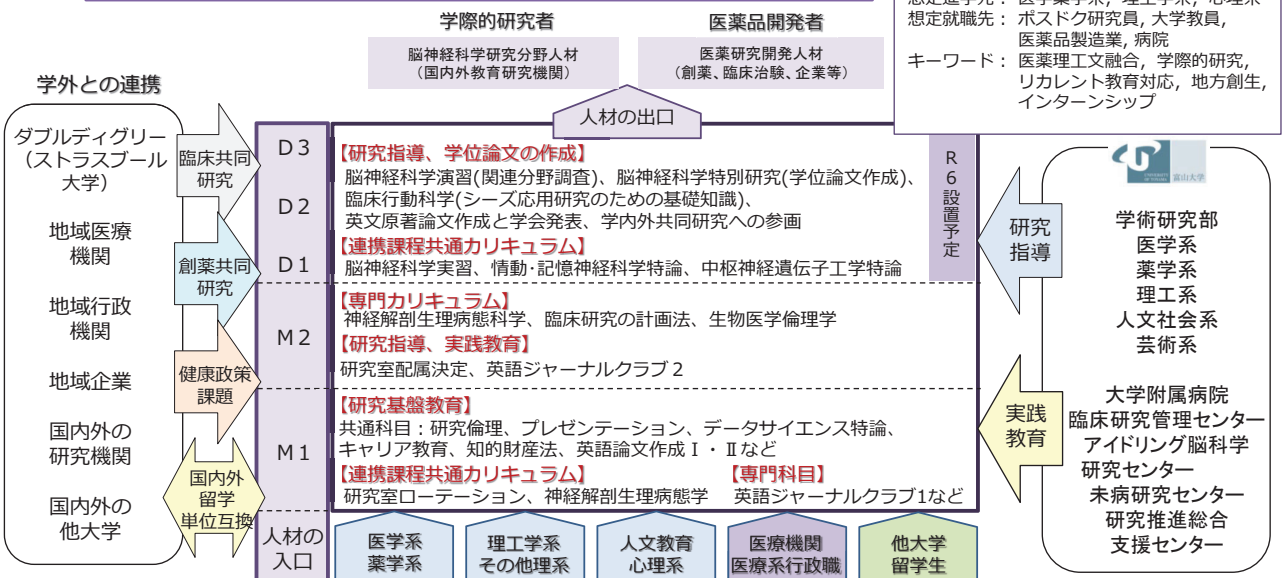 学際的研究者
脳神経科学研究分野人材
（国内外教育研究機関）
医薬品開発者
医薬研究開発人材
（創薬、臨床治験、企業等）
想定進学先： 医学薬学系，理工学系，心理系
想定就職先： ポスドク研究員，大学教員，
医薬品製造業，病院
キーワード： 医薬理工文融合，学際的研究，
リカレント教育対応，地方創生，
インターンシップ
学外との連携
ダブルディグリー
（ストラスブール
大学）
地域医療
機関
地域行政
機関
地域企業
国内外の
研究機関
国内外の
他大学
臨床共同
研究
創薬共同
研究
健康政策
課題
国内外
留学
単位互換
人材の出口
D３
D２
D１
M２
M１
人材の
入口
【研究指導、学位論文の作成】
脳神経科学演習(関連分野調査)、脳神経科学特別研究(学位論文作成)、
臨床行動科学(シーズ応用研究のための基礎知識)、
英文原著論文作成と学会発表、学内外共同研究への参画
【連携課程共通カリキュラム】
脳神経科学実習、情動･記憶神経科学特論、中枢神経遺伝子工学特論
R６設置予定
【専門カリキュラム】
神経解剖生理病態科学、臨床研究の計画法、生物医学倫理学
【研究指導、実践教育】
研究室配属決定、英語ジャーナルクラブ２
【研究基盤教育】
共通科目：研究倫理、プレゼンテーション、データサイエンス特論、
キャリア教育、知的財産法、英語論文作成Ⅰ・Ⅱなど
【連携課程共通カリキュラム】
研究室ローテーション、神経解剖生理病態学
【専門科目】
英語ジャーナルクラブ1など
医学系
薬学系
理工学系
その他理系
人文教育
心理系
医療機関
医療系行政職
他大学
留学生
研究
指導
実践
教育
富山大学
学術研究部
医学系
薬学系
理工系
人文社会系
芸術系
大学附属病院
臨床研究管理センター
アイドリング脳科学
研究センター
未病研究センター
研究推進総合
支援センター